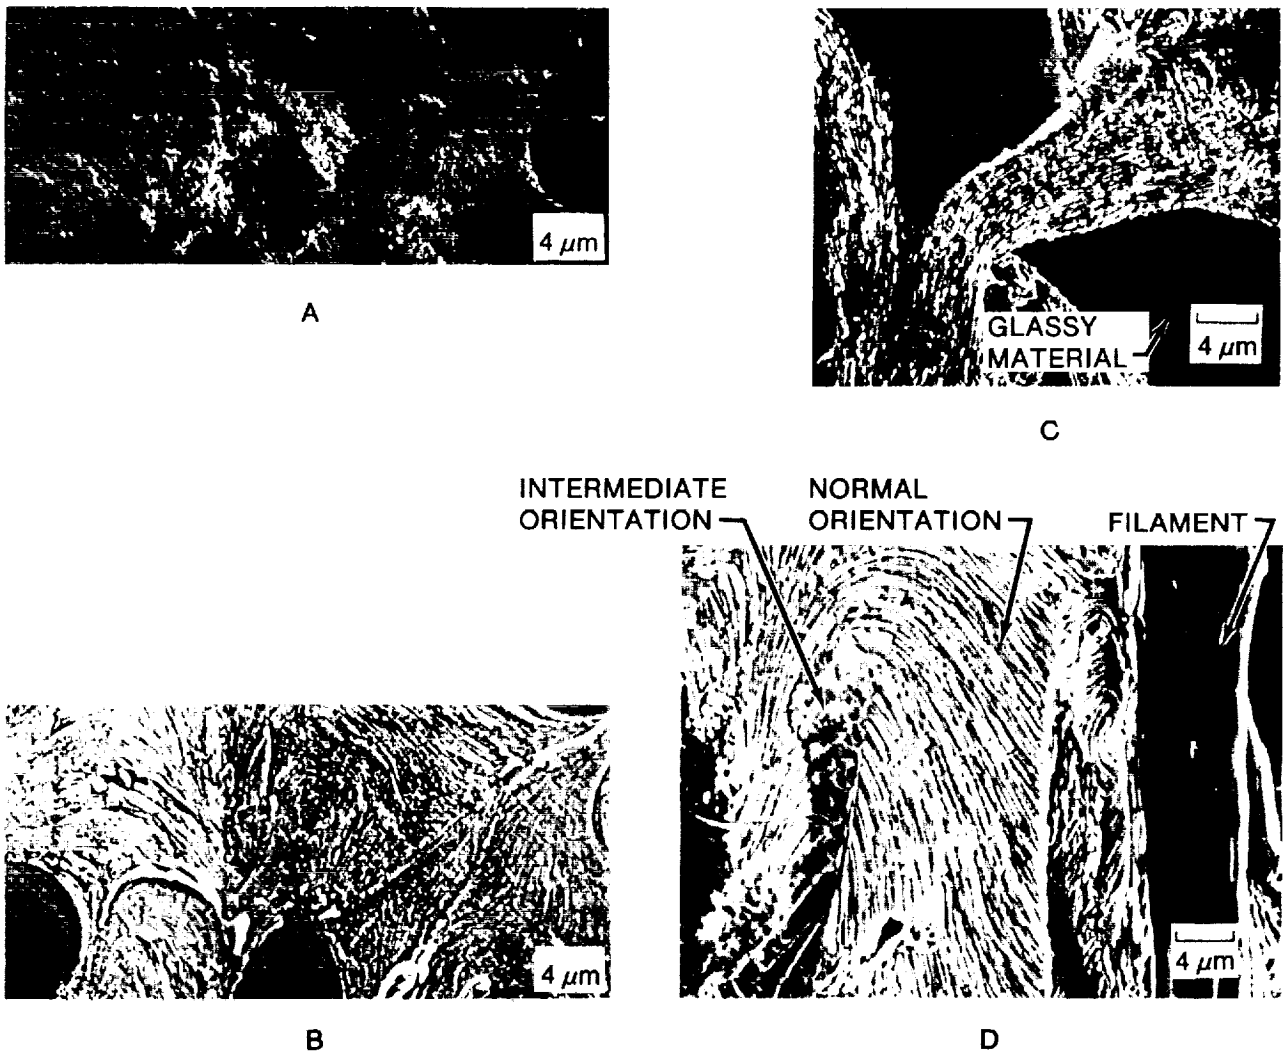 4 μm
A
GLASSY
MATERIAL
4 μm
C
INTERMEDIATE
ORIENTATION
NORMAL
ORIENTATION
FILAMENT
4 μm
B
4 μm
D